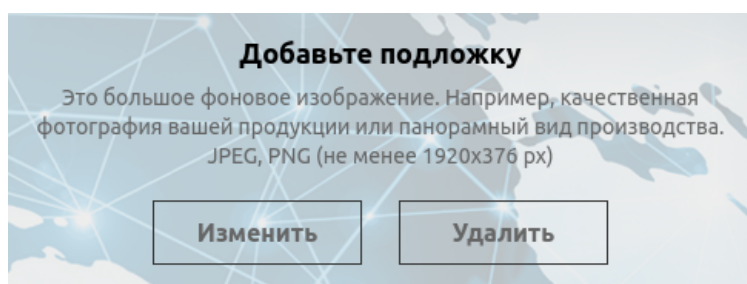 Добавьте подложку
Это большое фоновое изображение. Например, качественная
фотография вашей продукции или панорамный вид производства.
JPEG, PNG (не менее 1920x376 px)
Изменить Удалить